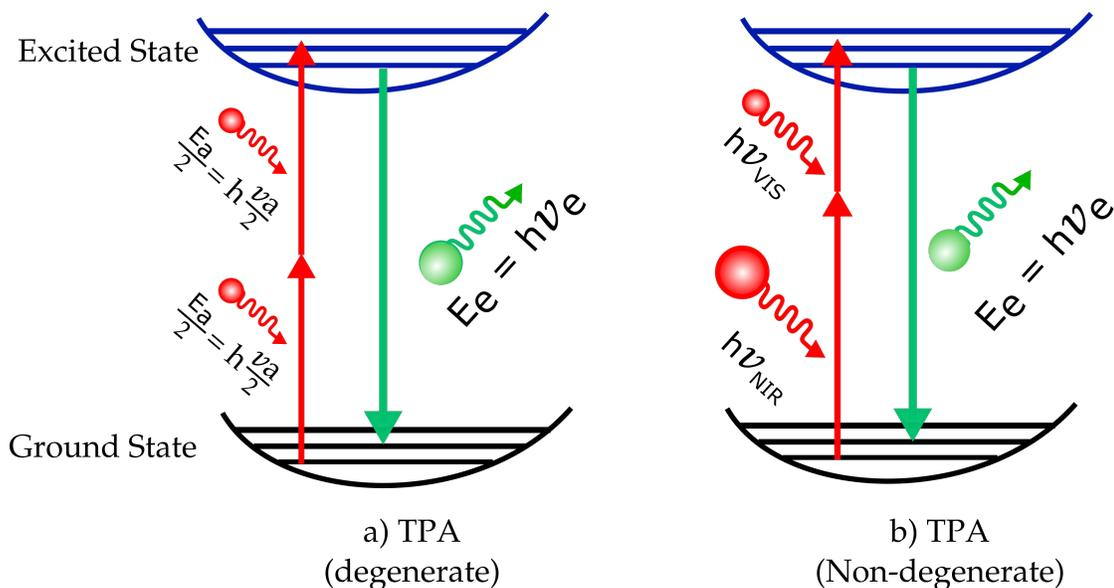 Excited State
Ea/2 = h νa/2
Ea/2 = h νa/2
Ee = hνe
Ground State
a) TPA
(degenerate)
hνVIS
hνNIR
Ee = hνe
b) TPA
(Non-degenerate)